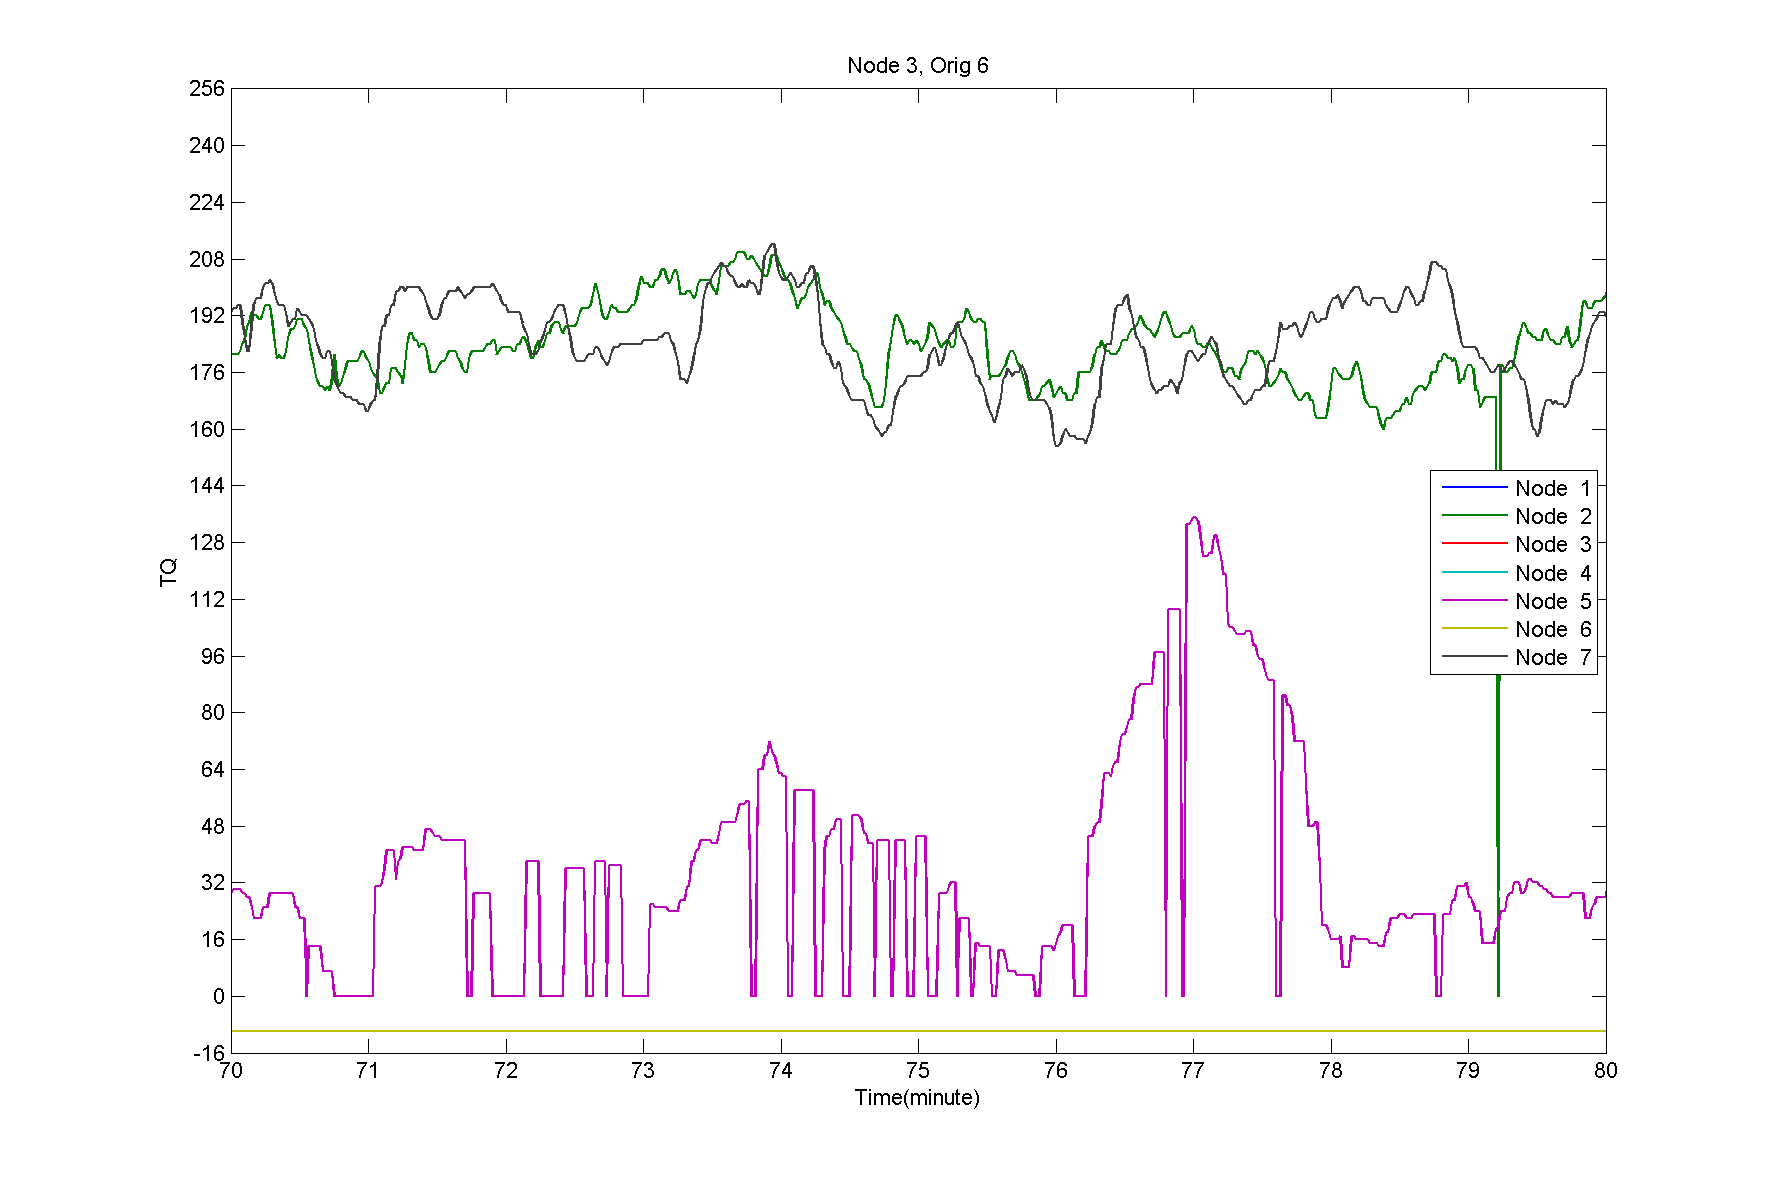 Node 3, Orig 6
256
240
224
208
192
176
160
144
128
112
96
80
64
48
32
16
0
-16
TQ
Node 1
Node 2
Node 3
Node 4
Node 5
Node 6
Node 7
70 71 72 73 74 75 76 77 78 79 80
Time(minute)